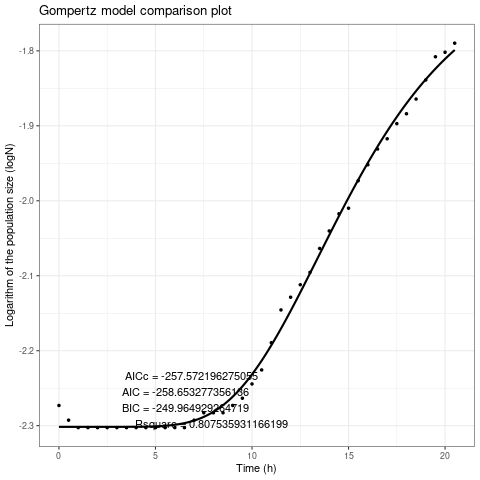 Gompertz model comparison plot
Logarithm of the population size (logN)
-1.8
-1.9
-2.0
-2.1
-2.2
-2.3
AICc = -257.572196275055
AIC = -258.653277356136
BIC = -249.964929264719
Rsquare = 0.807535931166199
0 5 10 15 20
Time (h)